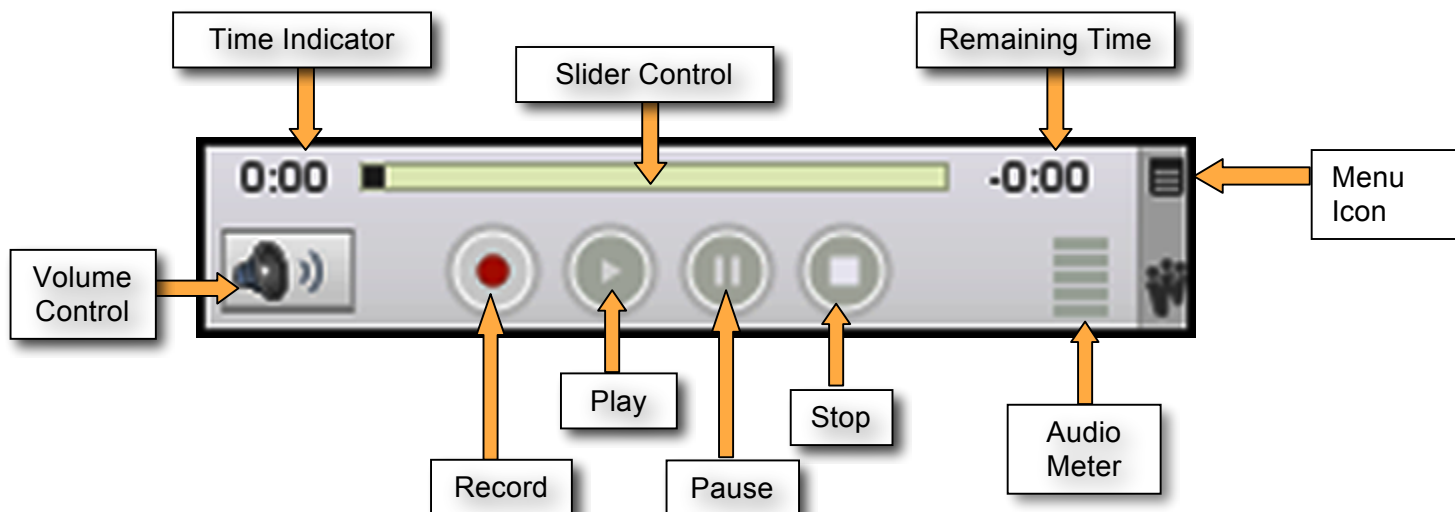 Time Indicator
Remaining Time
Slider Control
0:00
-0:00
Menu
Icon
Volume
Control
Play
Stop
Audio
Meter
Record
Pause